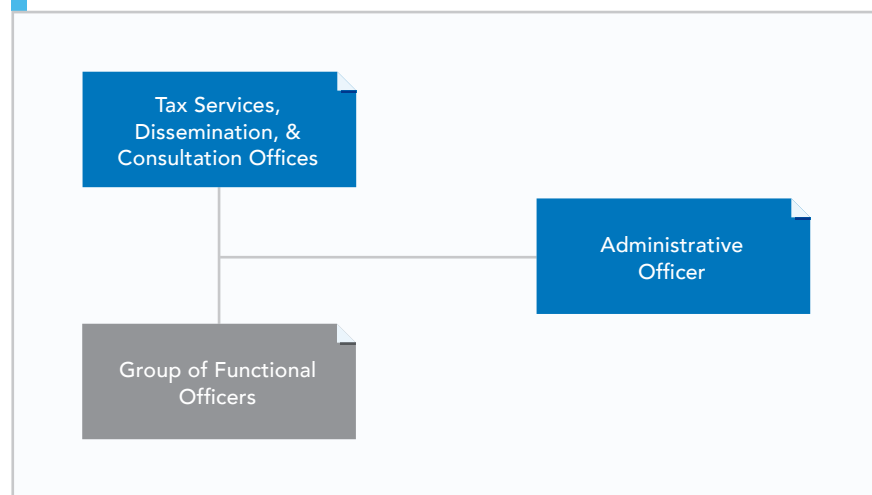 Tax Services,
Dissemination, &
Consultation Offices
Administrative
Officer
Group of Functional
Officers